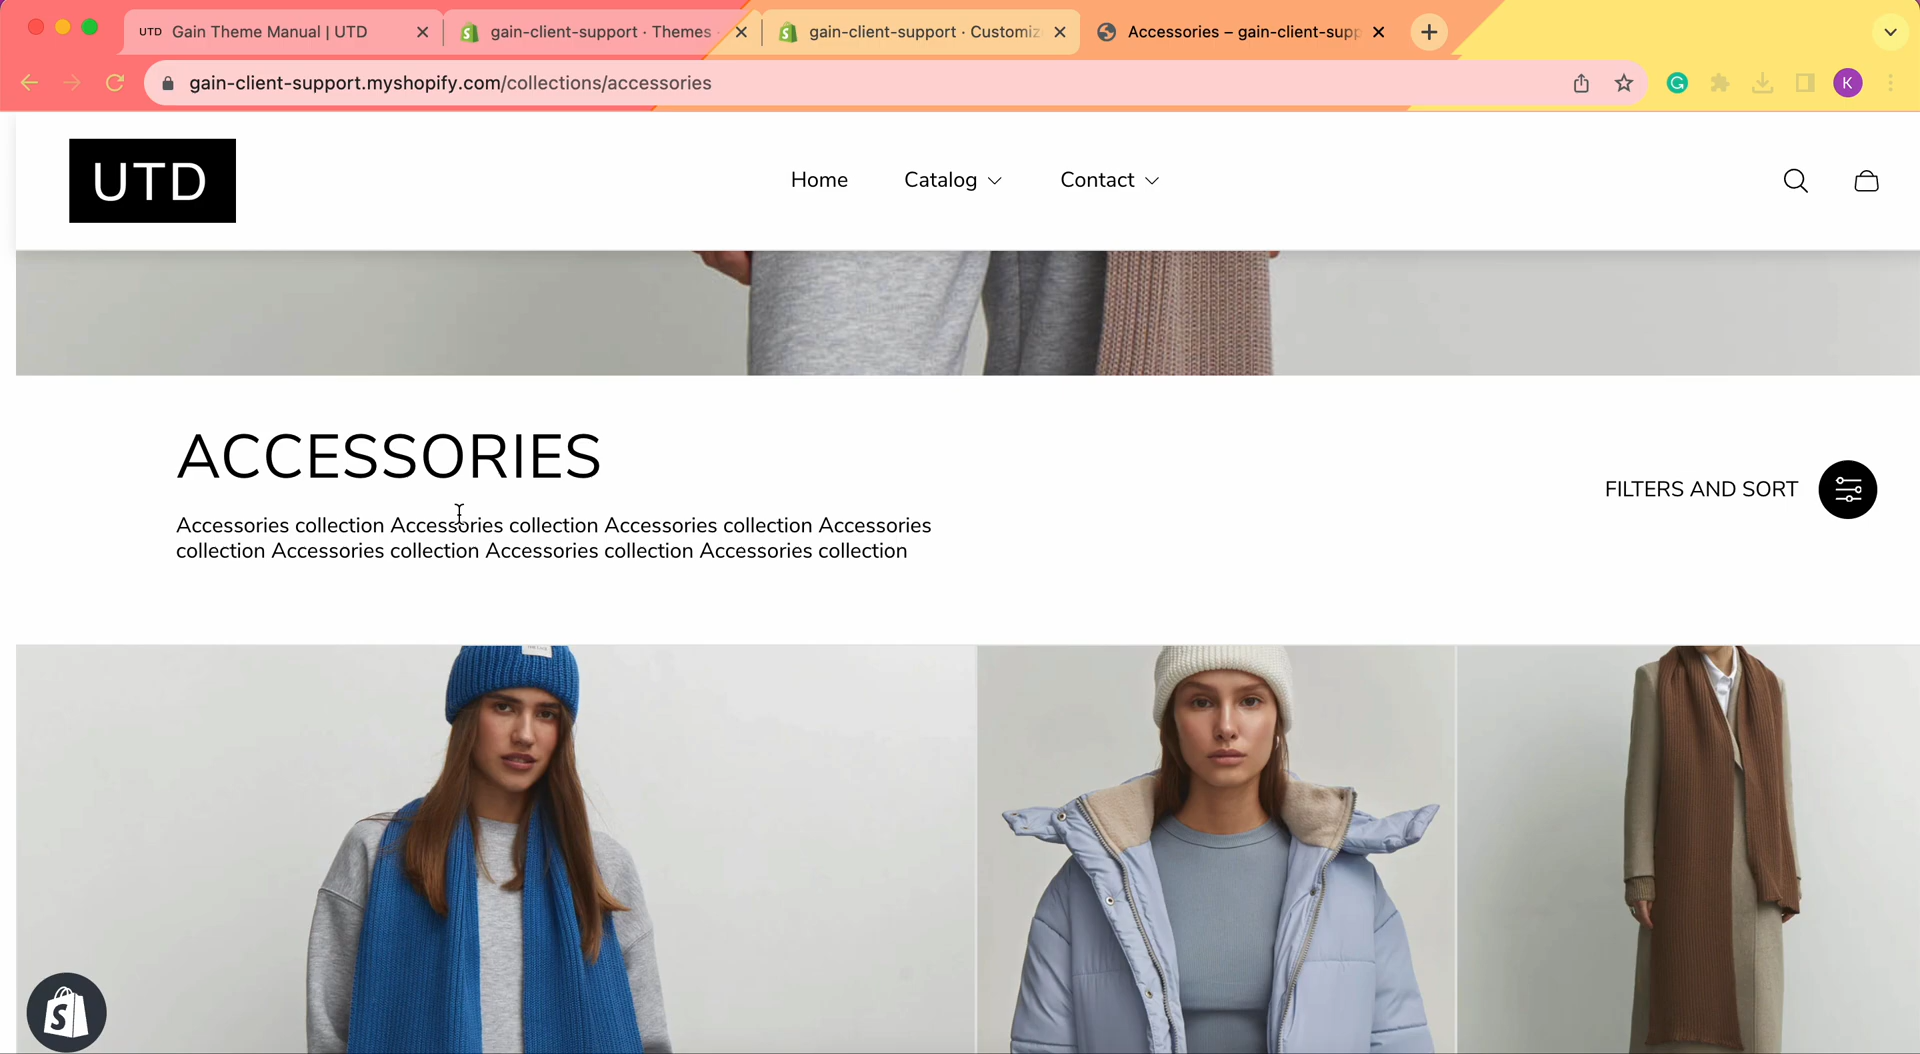 UTD Gain Theme Manual | UTD
gain-client-support · Themes ·
gain-client-support · Customiz
Accessories – gain-client-supp
gain-client-support.myshopify.com/collections/accessories
K
UTD
Home
Catalog
Contact
ACCESSORIES
Accessories collection Accessories collection Accessories collection Accessories
collection Accessories collection Accessories collection Accessories collection
FILTERS AND SORT